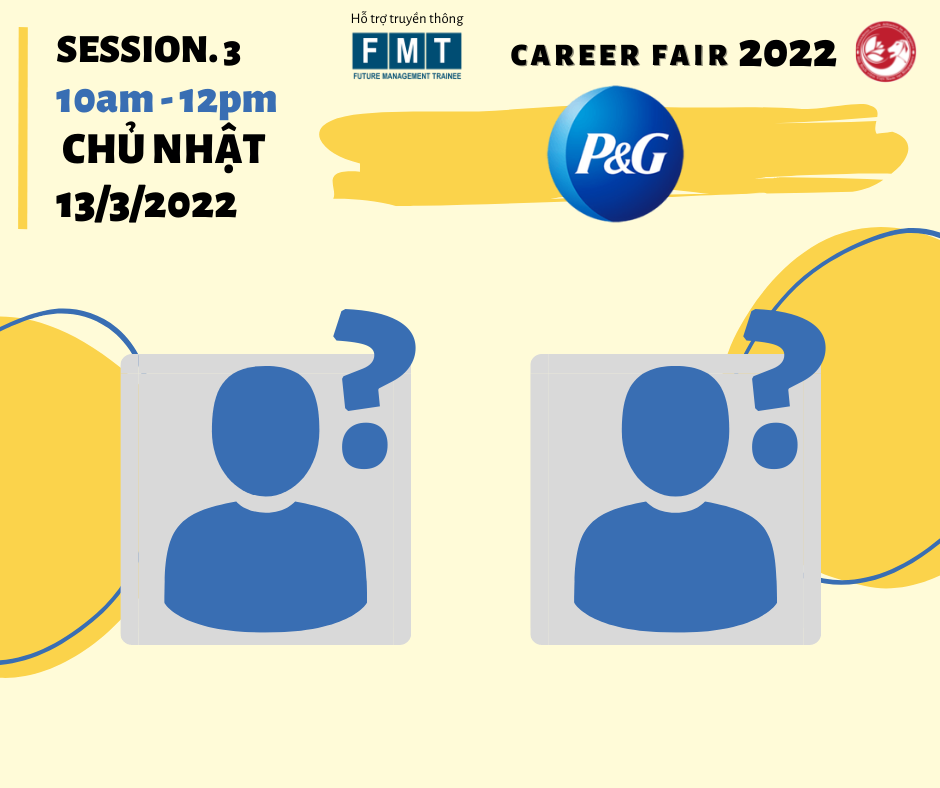 SESSION. 3
10am - 12pm
CHỦ NHẬT
13/3/2022
Hỗ trợ truyền thông
FMT
FUTURE MANAGEMENT TRAINEE
CAREER FAIR 2022
P&G
?
?